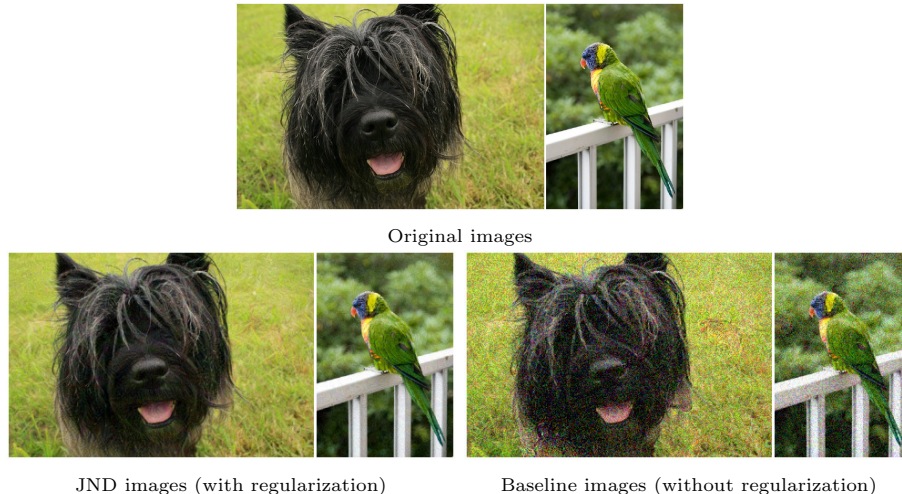 Original images
JND images (with regularization)
Baseline images (without regularization)